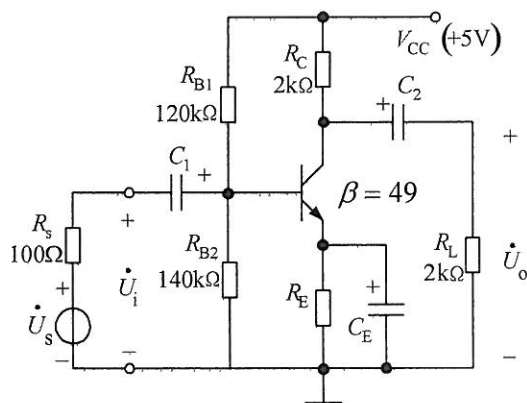 V_CC (+5V)
R_C
2kΩ
R_B1
120kΩ
C_2
+
+
C_1
+
β = 49
R_s
100Ω
+
R_B2
140kΩ
R_L
2kΩ
U̇_o
+
U̇_i
+
R_E
C_E
U̇_s
−
−
−